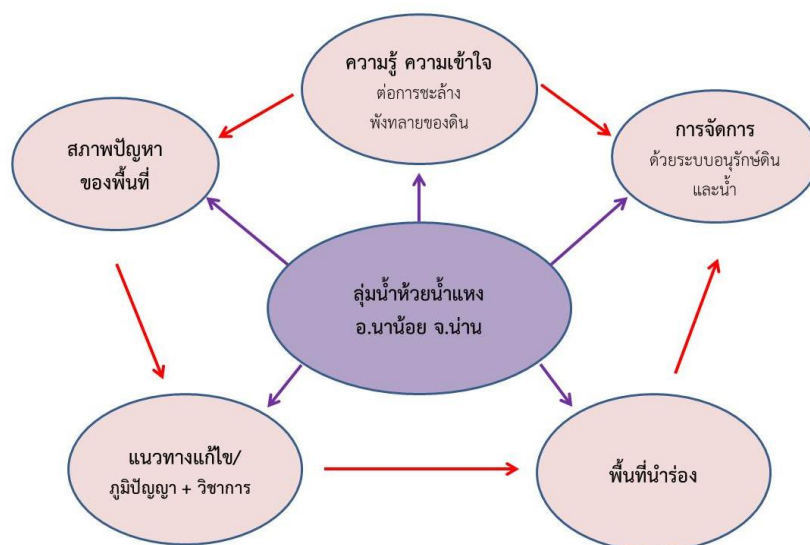 ความรู้ ความเข้าใจ
ต่อการชะล้าง
พังทลายของดิน
สภาพปัญหา
ของพื้นที่
การจัดการ
ด้วยระบบอนุรักษ์ดิน
และน้ำ
ลุ่มน้ำห้วยน้ำแหง
อ.นาน้อย จ.น่าน
แนวทางแก้ไข/
ภูมิปัญญา + วิชาการ
พื้นที่นำร่อง